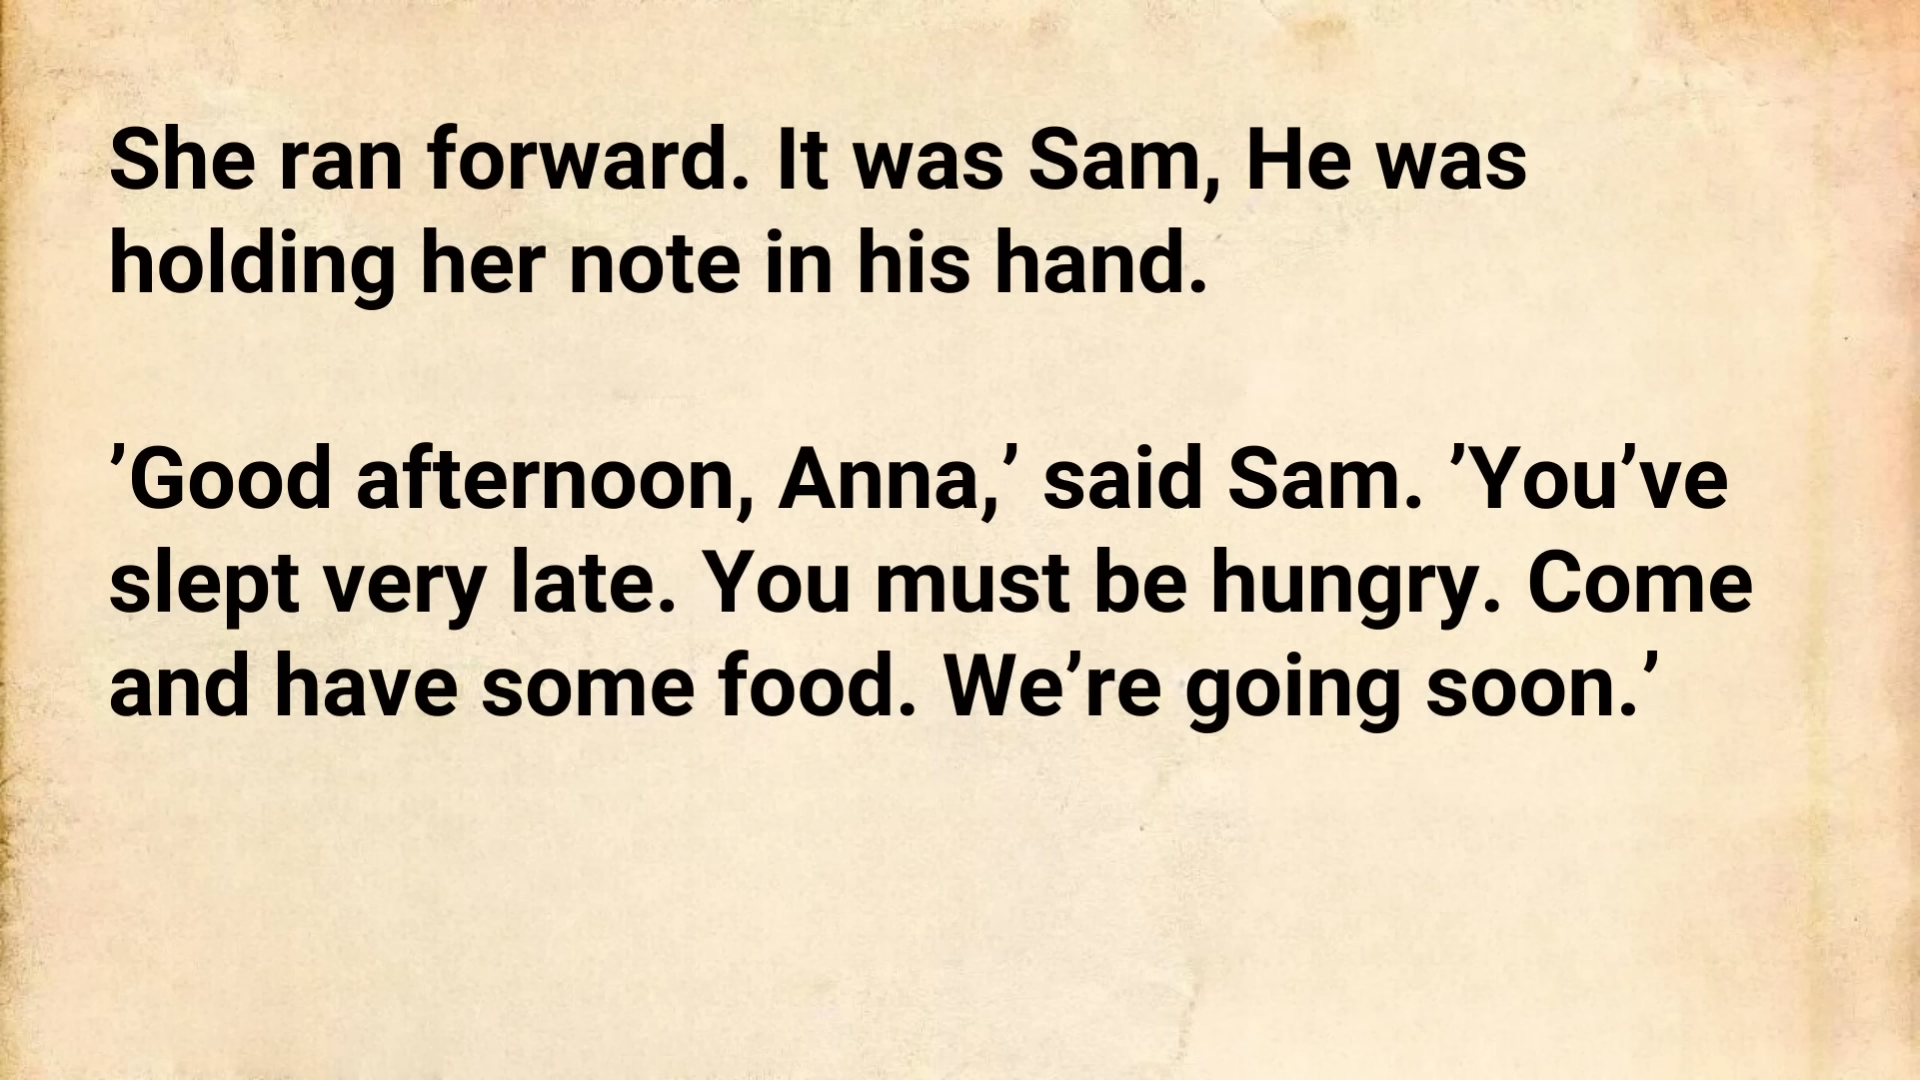 She ran forward. It was Sam, He was
holding her note in his hand.
’Good afternoon, Anna,’ said Sam. ’You’ve
slept very late. You must be hungry. Come
and have some food. We’re going soon.’